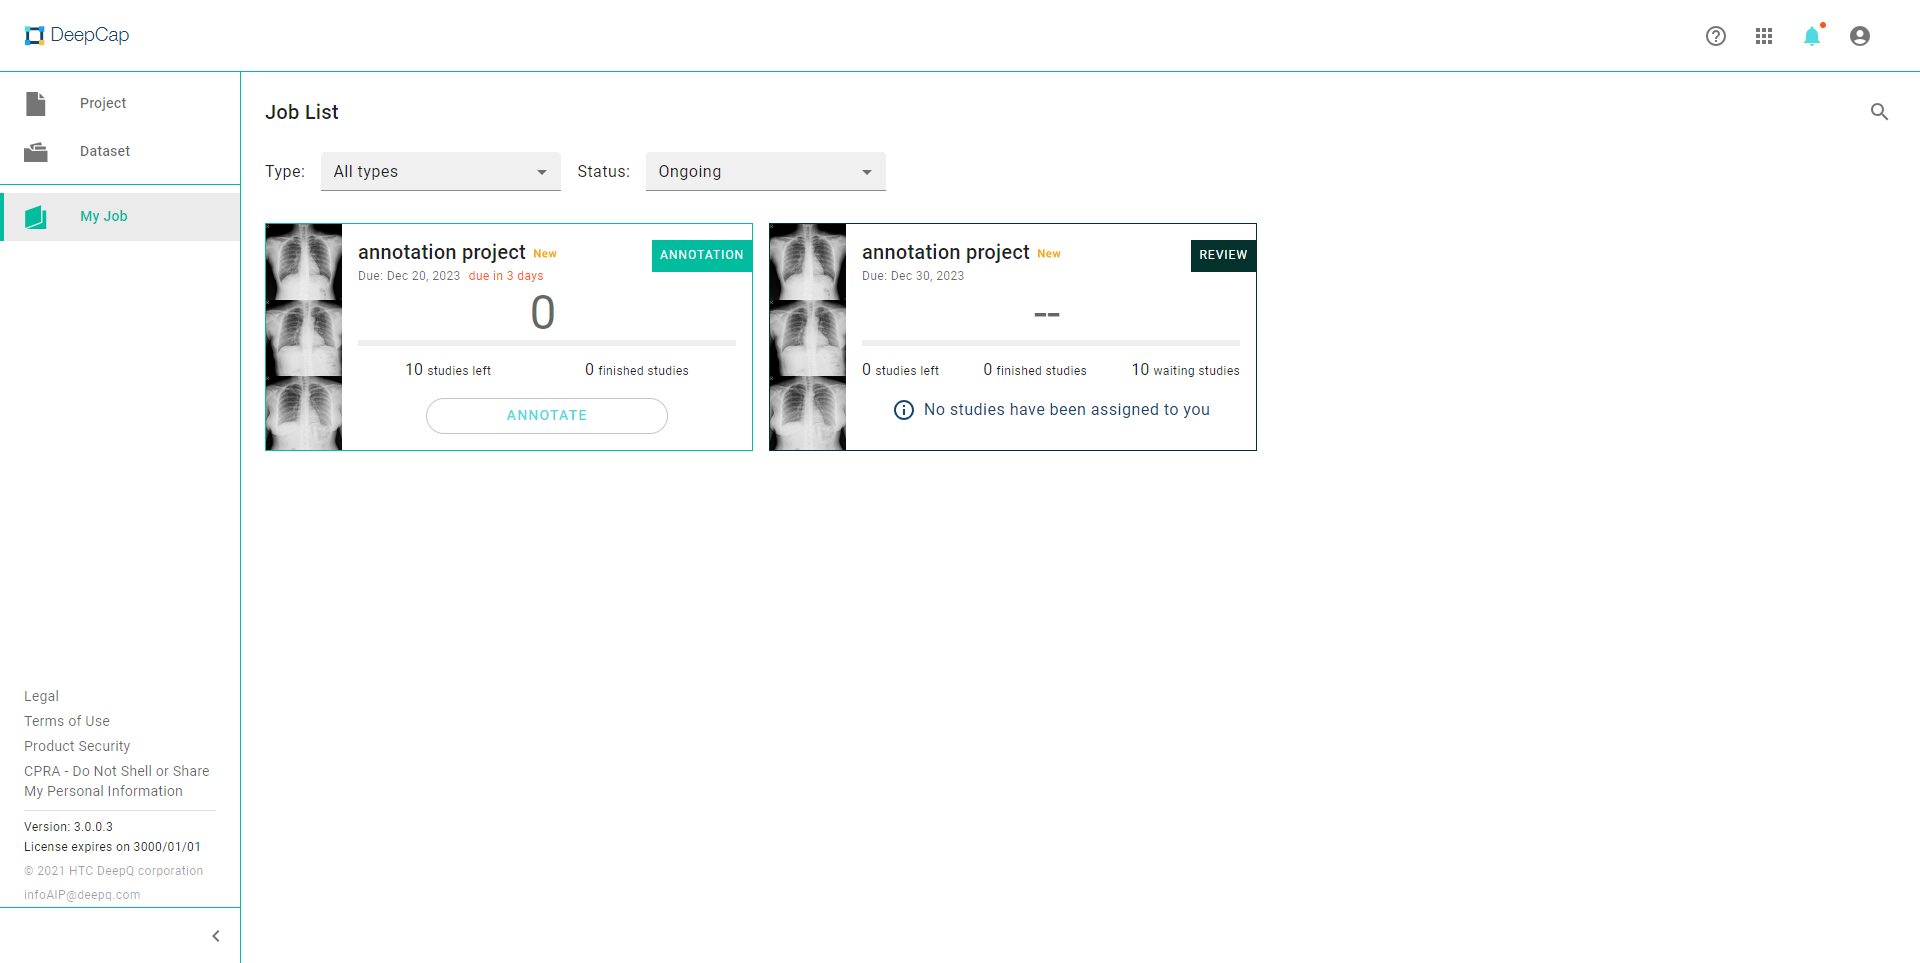 DeepCap
Project
Dataset
My Job
Job List
Type: All types Status: Ongoing
annotation project New ANNOTATION
Due: Dec 20, 2023 due in 3 days
0
10 studies left 0 finished studies
ANNOTATE
annotation project New REVIEW
Due: Dec 30, 2023
--
0 studies left 0 finished studies 10 waiting studies
No studies have been assigned to you
Legal
Terms of Use
Product Security
CPRA - Do Not Shell or Share
My Personal Information
Version: 3.0.0.3
License expires on 3000/01/01
© 2021 HTC DeepQ corporation
infoAIP@deepq.com